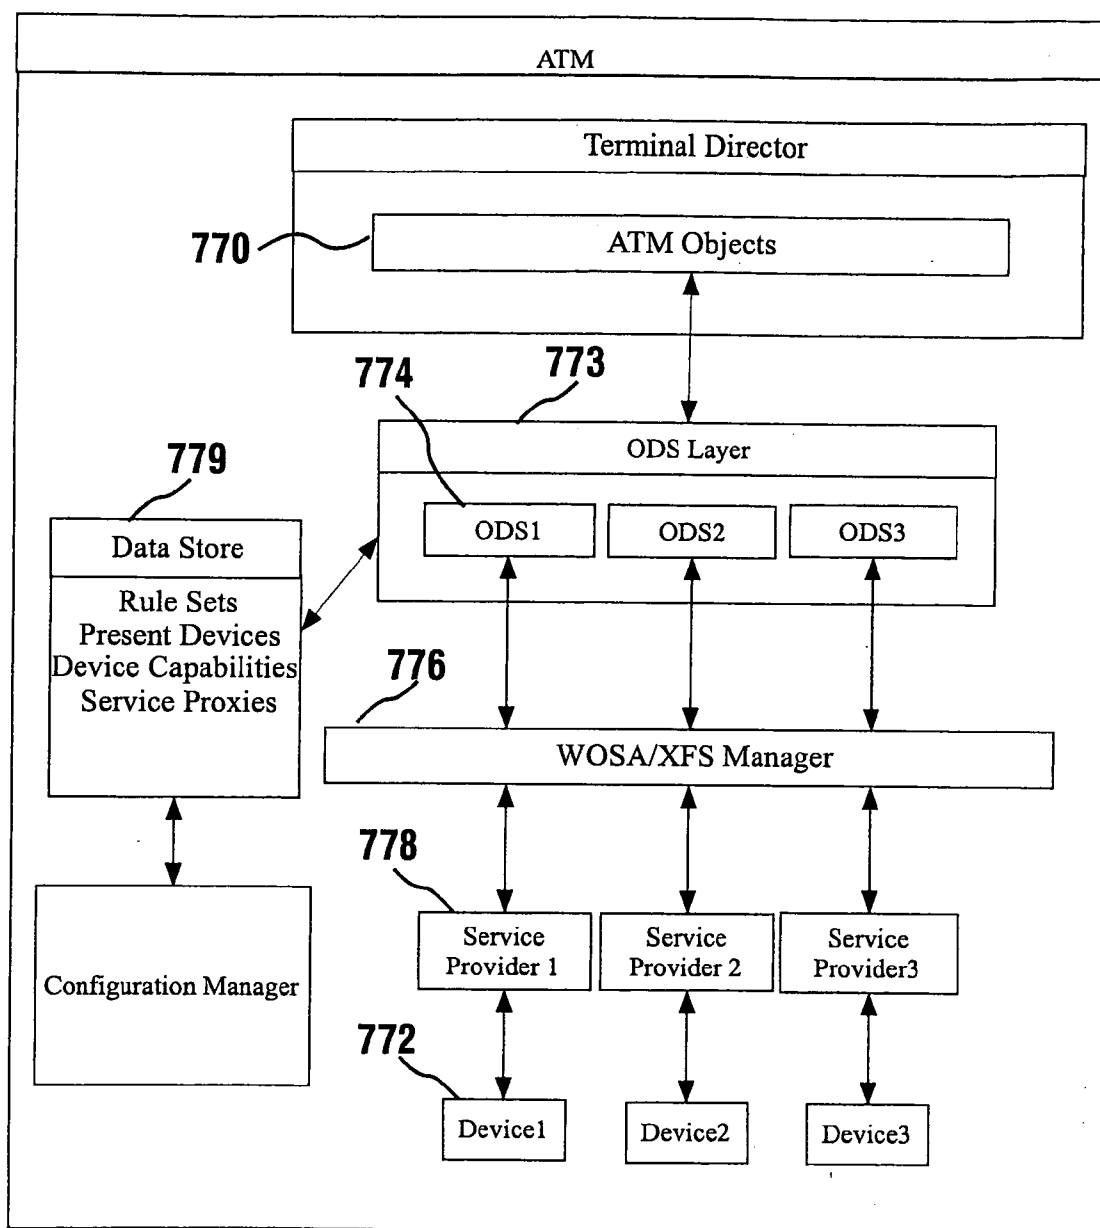 ATM
Terminal Director
770
ATM Objects
774
773
779
ODS Layer
Data Store
ODS1
ODS2
ODS3
Rule Sets
Present Devices
Device Capabilities
Service Proxies
776
WOSA/XFS Manager
778
Configuration Manager
Service
Provider 1
Service
Provider 2
Service
Provider3
772
Device1
Device2
Device3